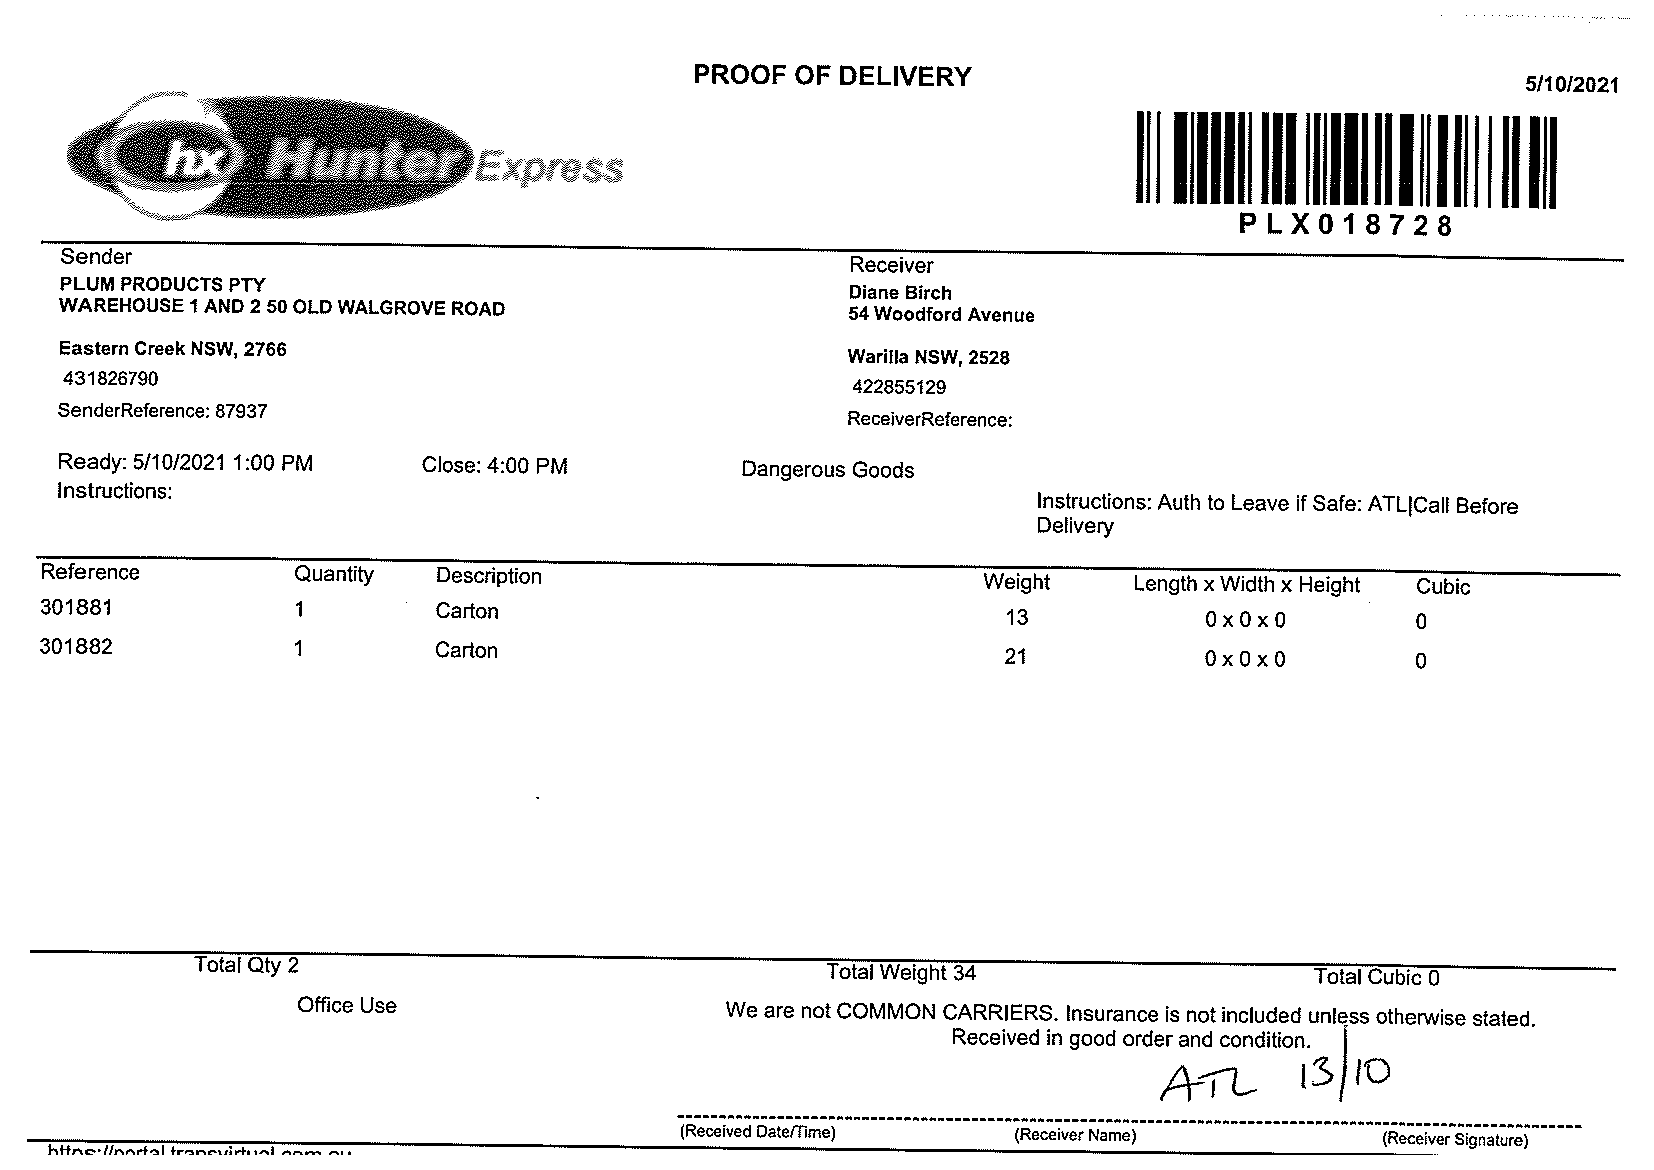 PROOF OF DELIVERY
5/10/2021
hx Hunter Express
PLX018728
Sender
PLUM PRODUCTS PTY
WAREHOUSE 1 AND 2 50 OLD WALGROVE ROAD
Eastern Creek NSW, 2766
431826790
SenderReference: 87937
Receiver
Diane Birch
54 Woodford Avenue
Warilla NSW, 2528
422855129
ReceiverReference:
Ready: 5/10/2021 1:00 PM Close: 4:00 PM Dangerous Goods
Instructions:
Instructions: Auth to Leave if Safe: ATL|Call Before
Delivery
Reference Quantity Description Weight Length x Width x Height Cubic
301881 1 Carton 13 0 x 0 x 0 0
301882 1 Carton 21 0 x 0 x 0 0
Total Qty 2 Total Weight 34 Total Cubic 0
Office Use
We are not COMMON CARRIERS. Insurance is not included unless otherwise stated.
Received in good order and condition.
ATL 13/10
(Received Date/Time) (Receiver Name) (Receiver Signature)
https://portal.transvirtual.com.au